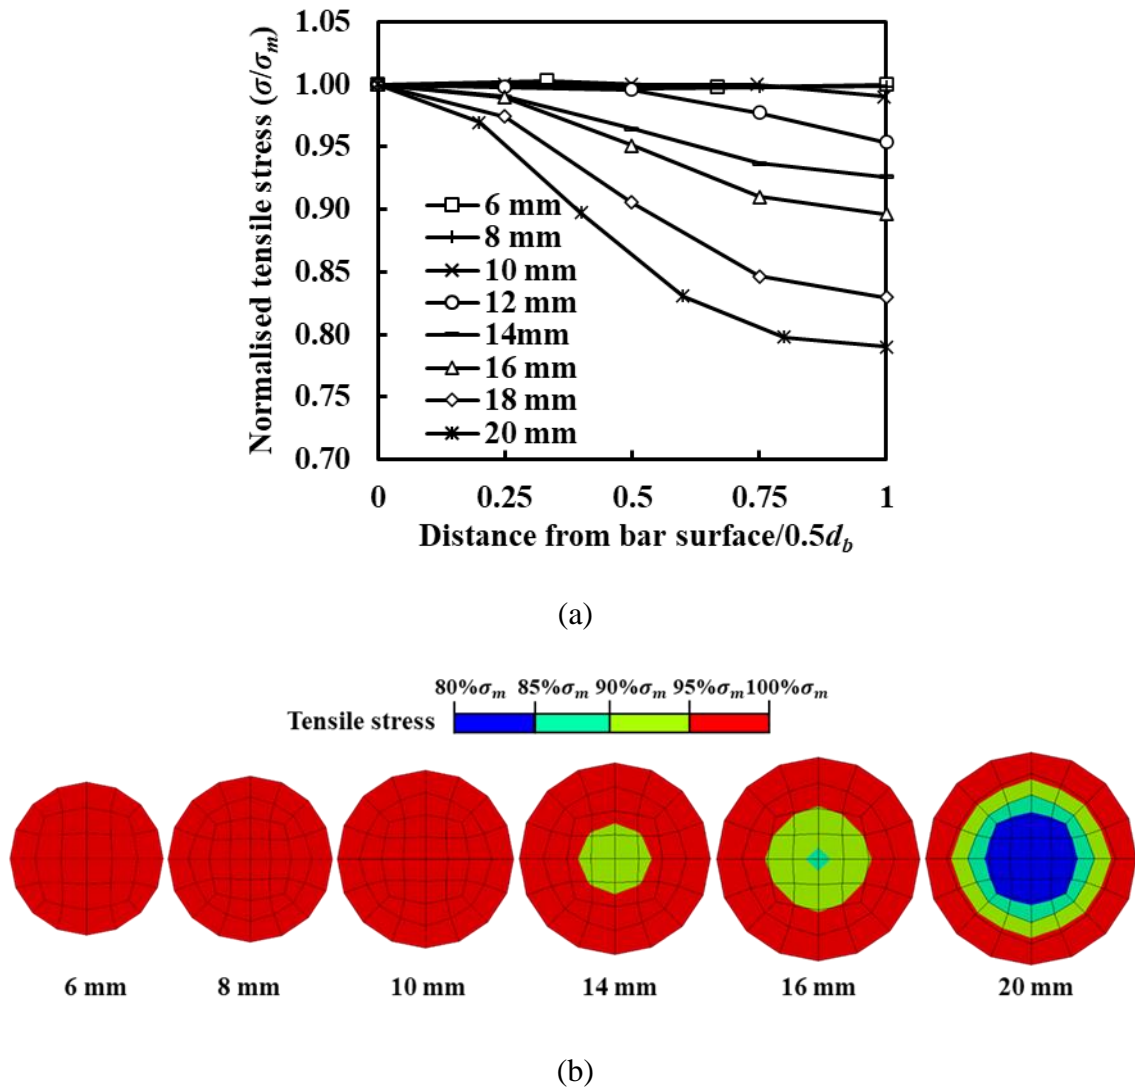 1.05
1.00
0.95
0.90
0.85
0.80
0.75
0.70
Normalised tensile stress (σ/σₘ)
6 mm
8 mm
10 mm
12 mm
14mm
16 mm
18 mm
20 mm
0 0.25 0.5 0.75 1
Distance from bar surface/0.5d_b
(a)
80%σₘ 85%σₘ 90%σₘ 95%σₘ 100%σₘ
Tensile stress
6 mm 8 mm 10 mm 14 mm 16 mm 20 mm
(b)